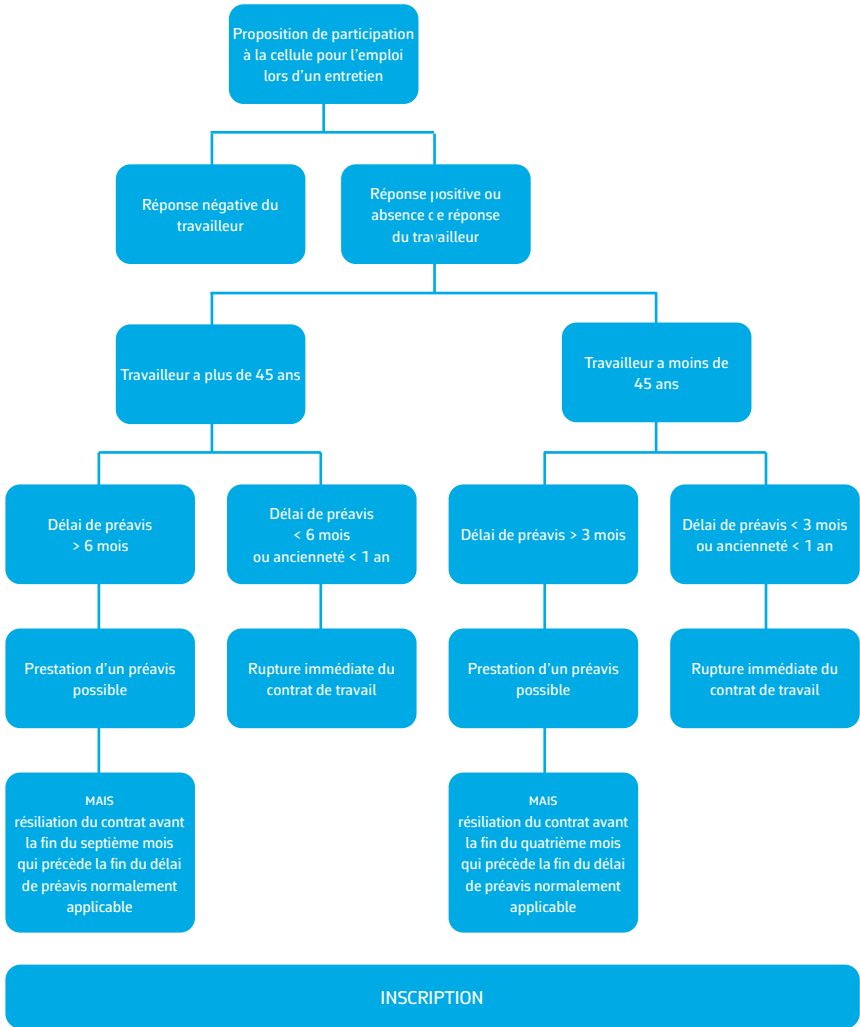 Proposition de participation
à la cellule pour l'emploi
lors d'un entretien
Réponse négative du
travailleur
Réponse positive ou
absence de réponse
du travailleur
Travailleur a plus de 45 ans
Travailleur a moins de
45 ans
Délai de préavis
> 6 mois
Délai de préavis
< 6 mois
ou ancienneté < 1 an
Délai de préavis > 3 mois
Délai de préavis < 3 mois
ou ancienneté < 1 an
Prestation d'un préavis
possible
Rupture immédiate du
contrat de travail
Prestation d'un préavis
possible
Rupture immédiate du
contrat de travail
MAIS
résiliation du contrat avant
la fin du septième mois
qui précède la fin du délai
de préavis normalement
applicable
MAIS
résiliation du contrat avant
la fin du quatrième mois
qui précède la fin du délai
de préavis normalement
applicable
INSCRIPTION